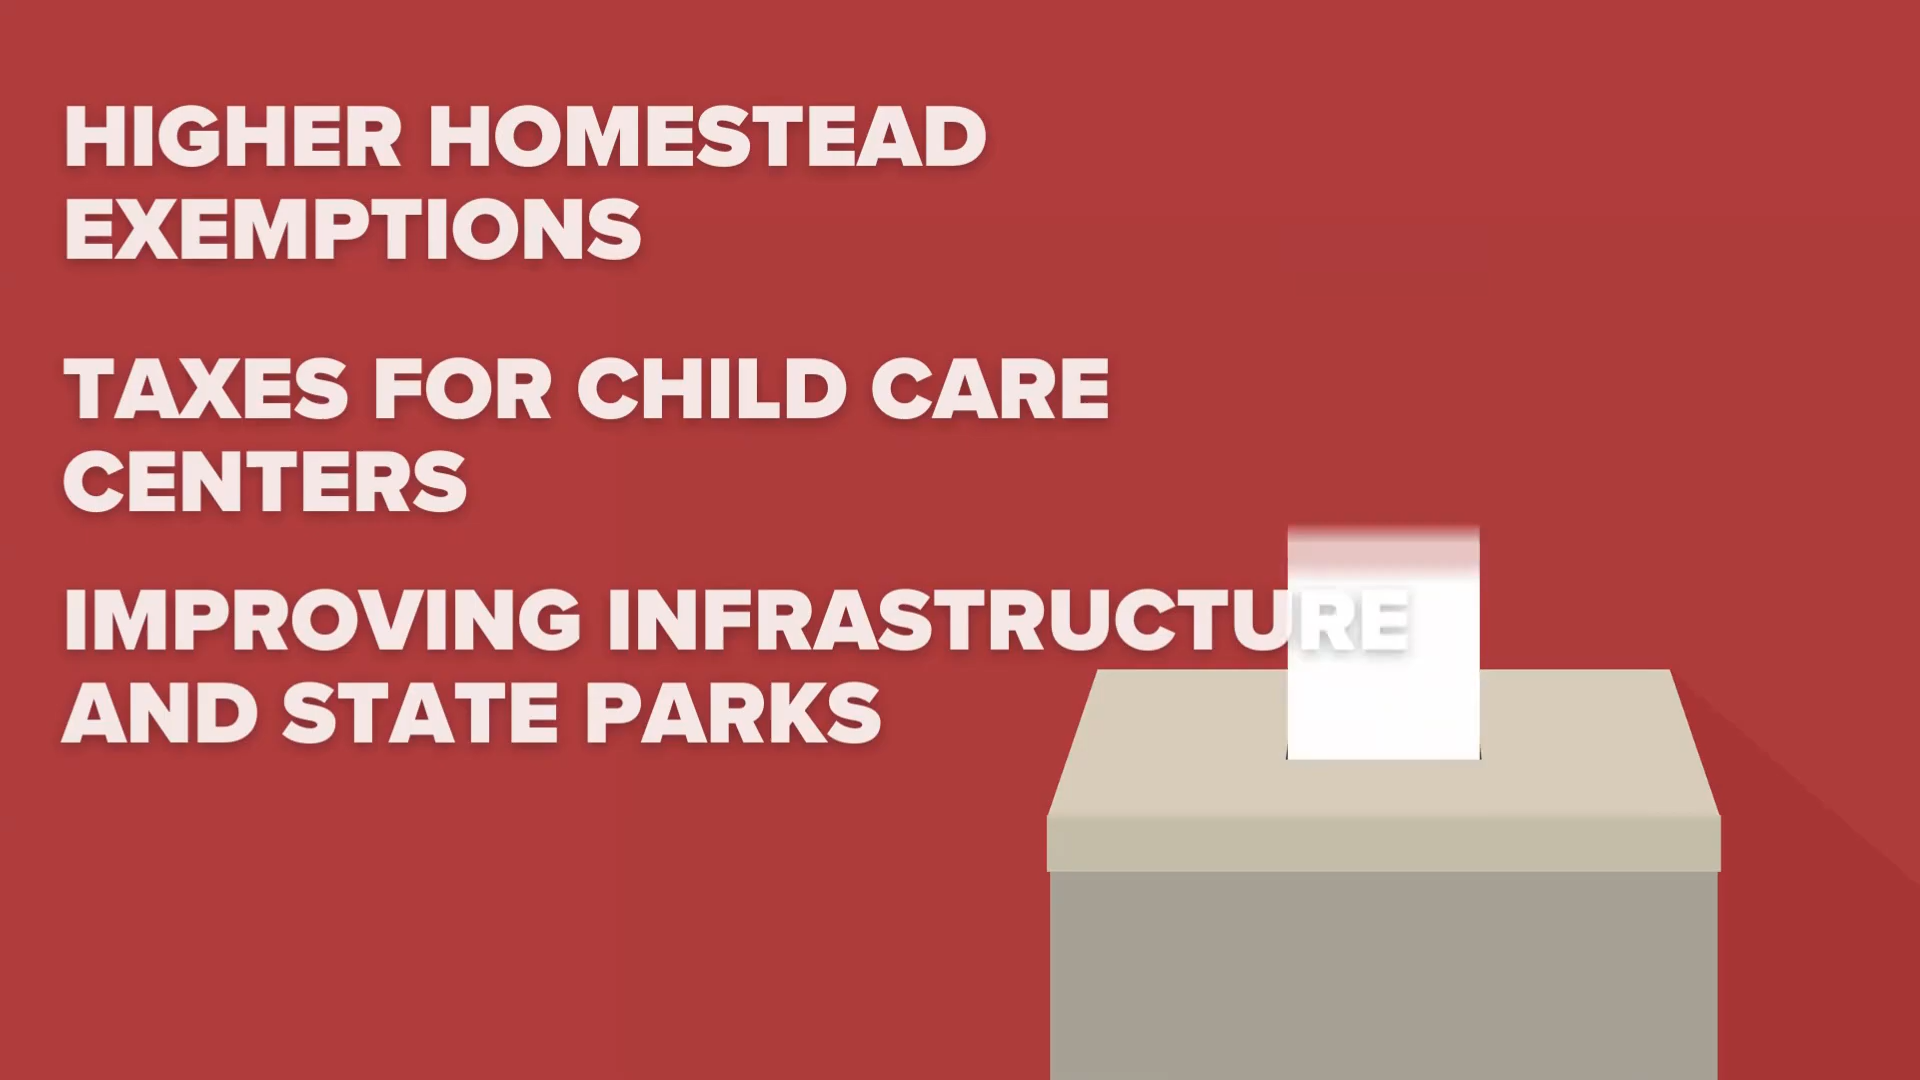 HIGHER HOMESTEAD
EXEMPTIONS
TAXES FOR CHILD CARE
CENTERS
IMPROVING INFRASTRUCTURE
AND STATE PARKS